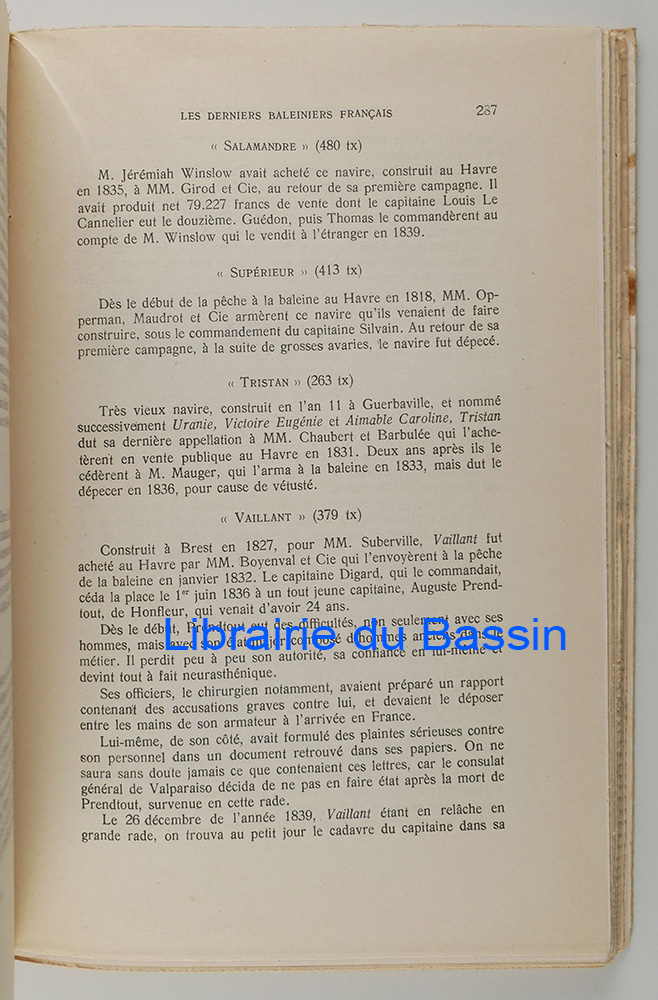 LES DERNIERS BALEINIERS FRANÇAIS 287
« SALAMANDRE » (480 tx)
M. Jérémiah Winslow avait acheté ce navire, construit au Havre
en 1835, à MM. Girod et Cie, au retour de sa première campagne. Il
avait produit net 79.227 francs de vente dont le capitaine Louis Le
Cannelier eut le douzième. Guédon, puis Thomas le commandèrent au
compte de M. Winslow qui le vendit à l'étranger en 1839.
« SUPÉRIEUR » (413 tx)
Dès le début de la pêche à la baleine au Havre en 1818, MM. Op-
perman, Maudrot et Cie armèrent ce navire qu'ils venaient de faire
construire, sous le commandement du capitaine Silvain. Au retour de sa
première campagne, à la suite de grosses avaries, le navire fut dépecé.
« TRISTAN » (263 tx)
Très vieux navire, construit en l'an 11 à Guerbaville, et nommé
successivement Uranie, Victoire Eugénie et Aimable Caroline, Tristan
dut sa dernière appellation à MM. Chaubert et Barbulée qui l'ache-
tèrent en vente publique au Havre en 1831. Deux ans après ils le
cédèrent à M. Mauger, qui l'arma à la baleine en 1833, mais dut le
dépecer en 1836, pour cause de vétusté.
« VAILLANT » (379 tx)
Construit à Brest en 1827, pour MM. Suberville, Vaillant fut
acheté au Havre par MM. Boyenval et Cie qui l'envoyèrent à la pêche
de la baleine en janvier 1832. Le capitaine Digard, qui le commandait,
céda la place le 1er juin 1836 à un tout jeune capitaine, Auguste Prend-
tout, de Honfleur, qui venait d'avoir 24 ans.
Dès le début, Prendtout eut des difficultés, non seulement avec ses
hommes, mais avec son état-major composé d'hommes anciens dans le
Librairie du Bassin
métier. Il perdit peu à peu son autorité, sa confiance en lui-même et
devint tout à fait neurasthénique.
Ses officiers, le chirurgien notamment, avaient préparé un rapport
contenant des accusations graves contre lui, et devaient le déposer
entre les mains de son armateur à l'arrivée en France.
Lui-même, de son côté, avait formulé des plaintes sérieuses contre
son personnel dans un document retrouvé dans ses papiers. On ne
saura sans doute jamais ce que contenaient ces lettres, car le consulat
général de Valparaiso décida de ne pas en faire état après la mort de
Prendtout, survenue en cette rade.
Le 26 décembre de l'année 1839, Vaillant étant en relâche en
grande rade, on trouva au petit jour le cadavre du capitaine dans sa